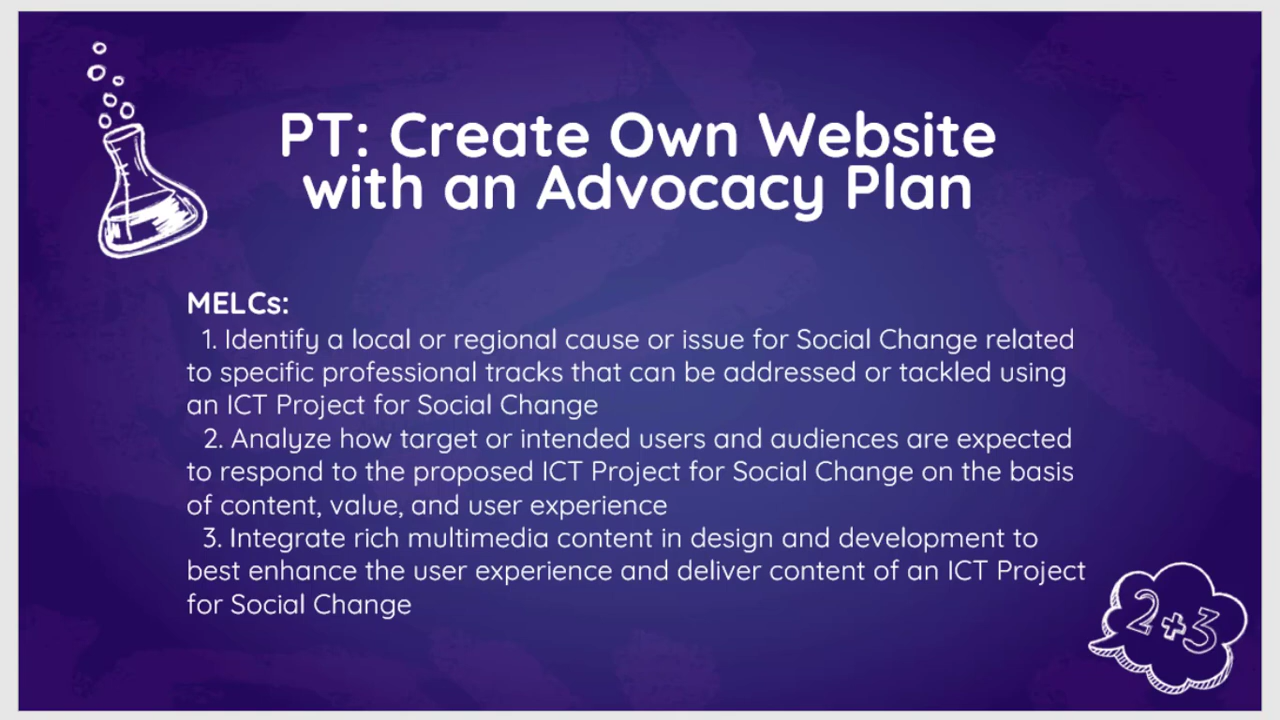 PT: Create Own Website
with an Advocacy Plan
MELCs:
1. Identify a local or regional cause or issue for Social Change related
to specific professional tracks that can be addressed or tackled using
an ICT Project for Social Change
2. Analyze how target or intended users and audiences are expected
to respond to the proposed ICT Project for Social Change on the basis
of content, value, and user experience
3. Integrate rich multimedia content in design and development to
best enhance the user experience and deliver content of an ICT Project
for Social Change
2+3